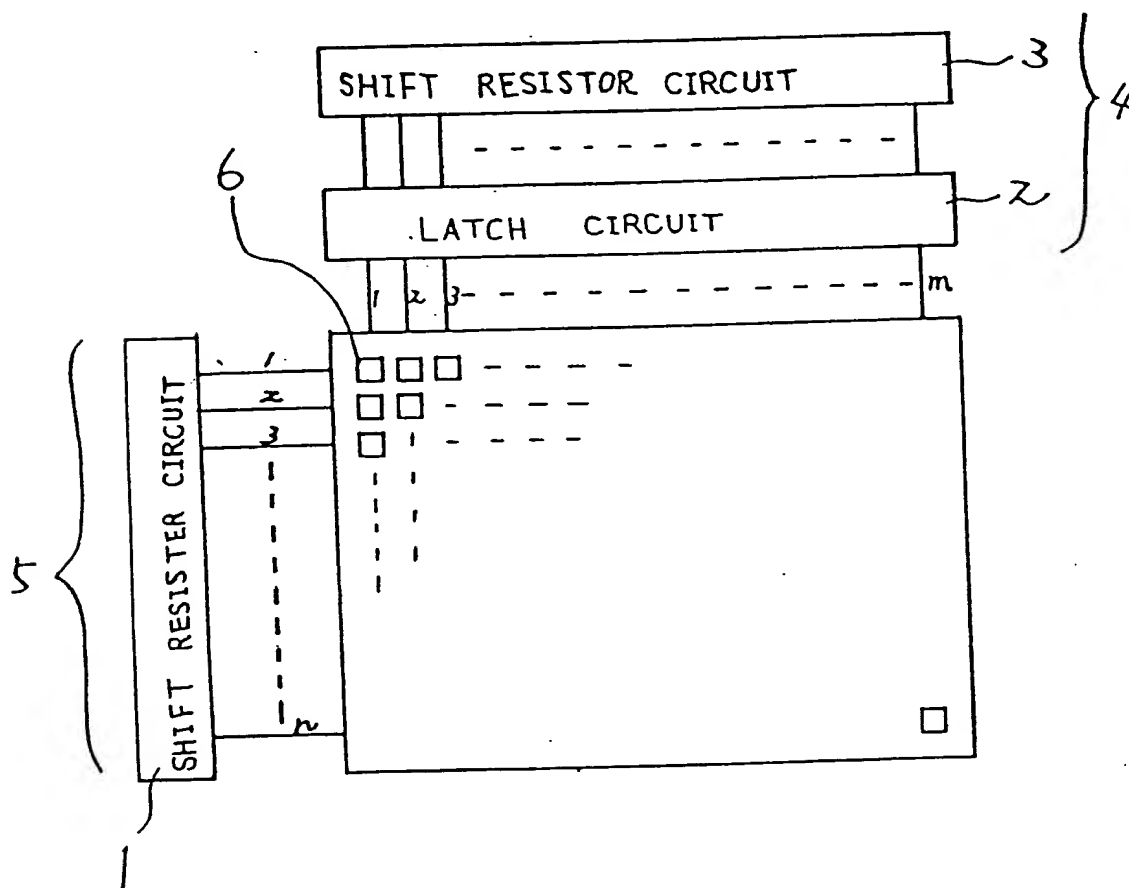 SHIFT RESISTOR CIRCUIT
3
4
6
.LATCH CIRCUIT
2
1 2 3 m
SHIFT RESISTER CIRCUIT
1
2
3
n
5
1